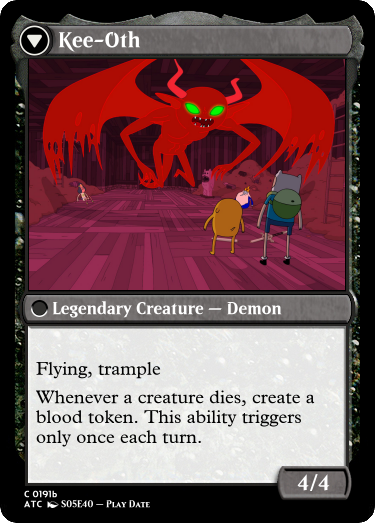 Kee-Oth
Legendary Creature — Demon
Flying, trample
Whenever a creature dies, create a
blood token. This ability triggers
only once each turn.
4/4
C 0191b
ATC S05E40 — Play Date